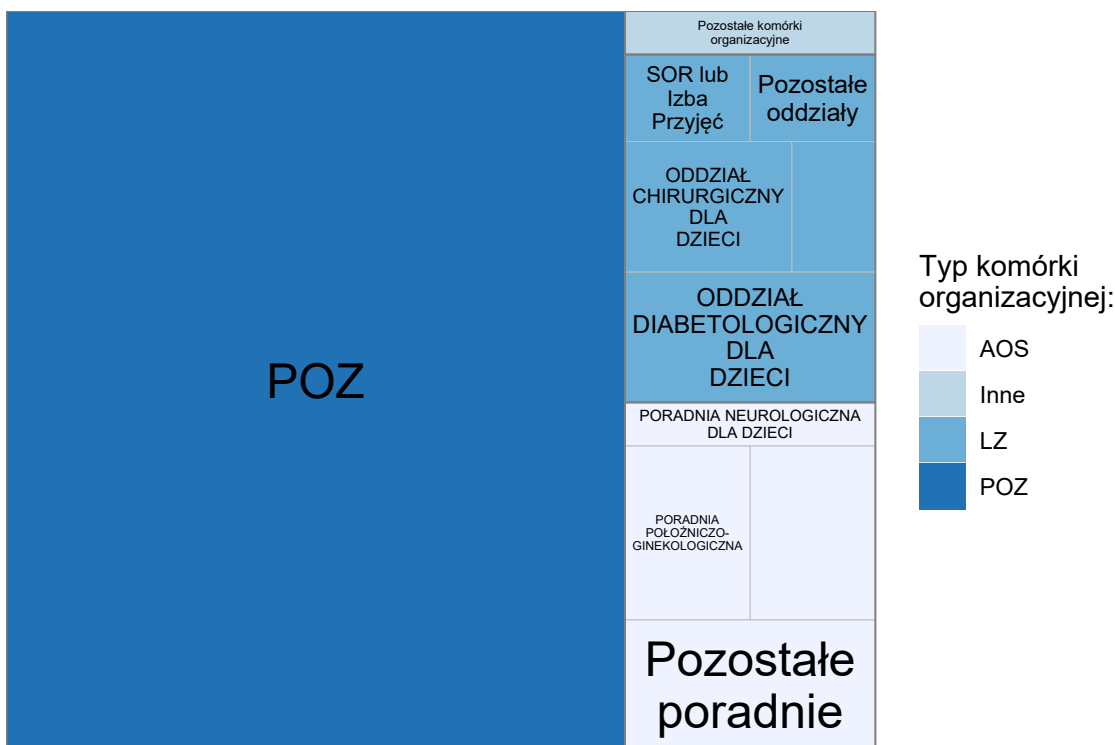 POZ
Pozostałe komórki
organizacyjne
SOR lub
Izba
Przyjęć
Pozostałe
oddziały
ODDZIAŁ
CHIRURGICZNY
DLA
DZIECI
ODDZIAŁ
DIABETOLOGICZNY
DLA
DZIECI
PORADNIA NEUROLOGICZNA
DLA DZIECI
PORADNIA
POŁOŻNICZO-
GINEKOLOGICZNA
Pozostałe
poradnie
Typ komórki
organizacyjnej:
AOS
Inne
LZ
POZ